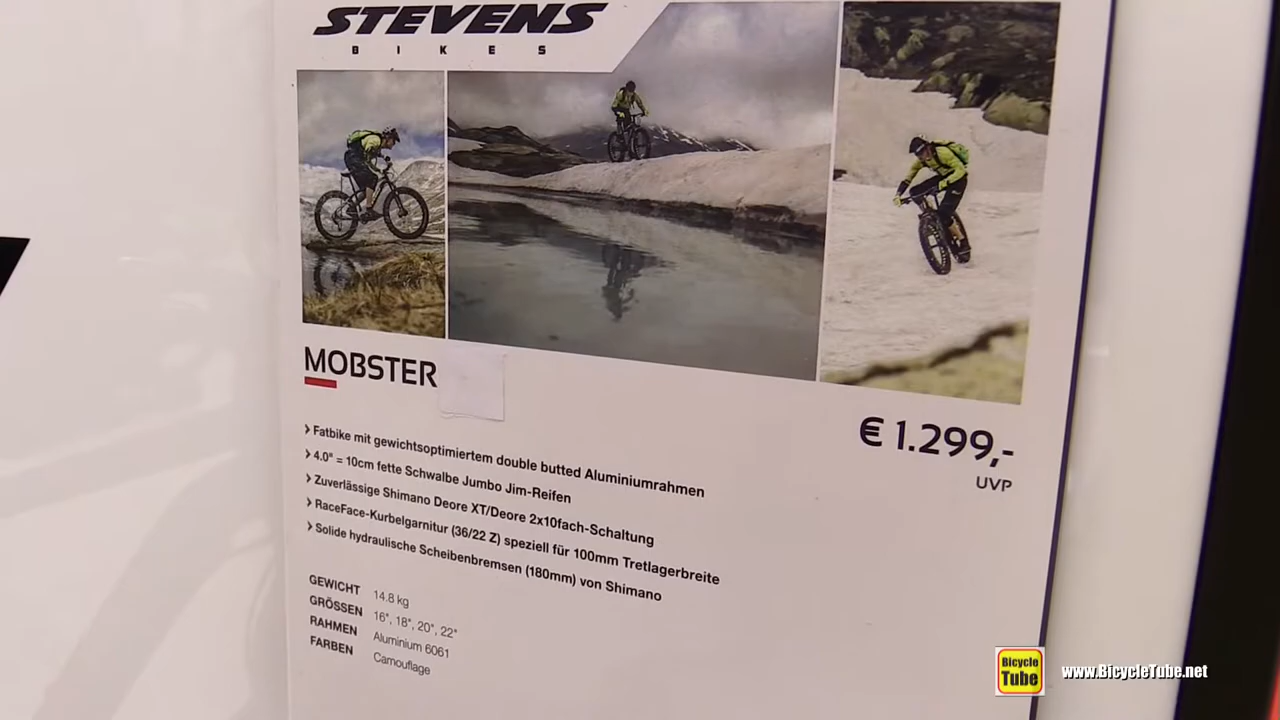 STEVENS
BIKES
MOBSTER
€ 1.299,-
UVP
› Fatbike mit gewichtsoptimiertem double butted Aluminiumrahmen
› 4.0" = 10cm fette Schwalbe Jumbo Jim-Reifen
› Zuverlässige Shimano Deore XT/Deore 2x10fach-Schaltung
› RaceFace-Kurbelgarnitur (36/22 Z) speziell für 100mm Tretlagerbreite
› Solide hydraulische Scheibenbremsen (180mm) von Shimano
GEWICHT 14.8 kg
GRÖSSEN 16", 18", 20", 22"
RAHMEN Aluminium 6061
FARBEN Camouflage
Bicycle
Tube
www.BicycleTube.net